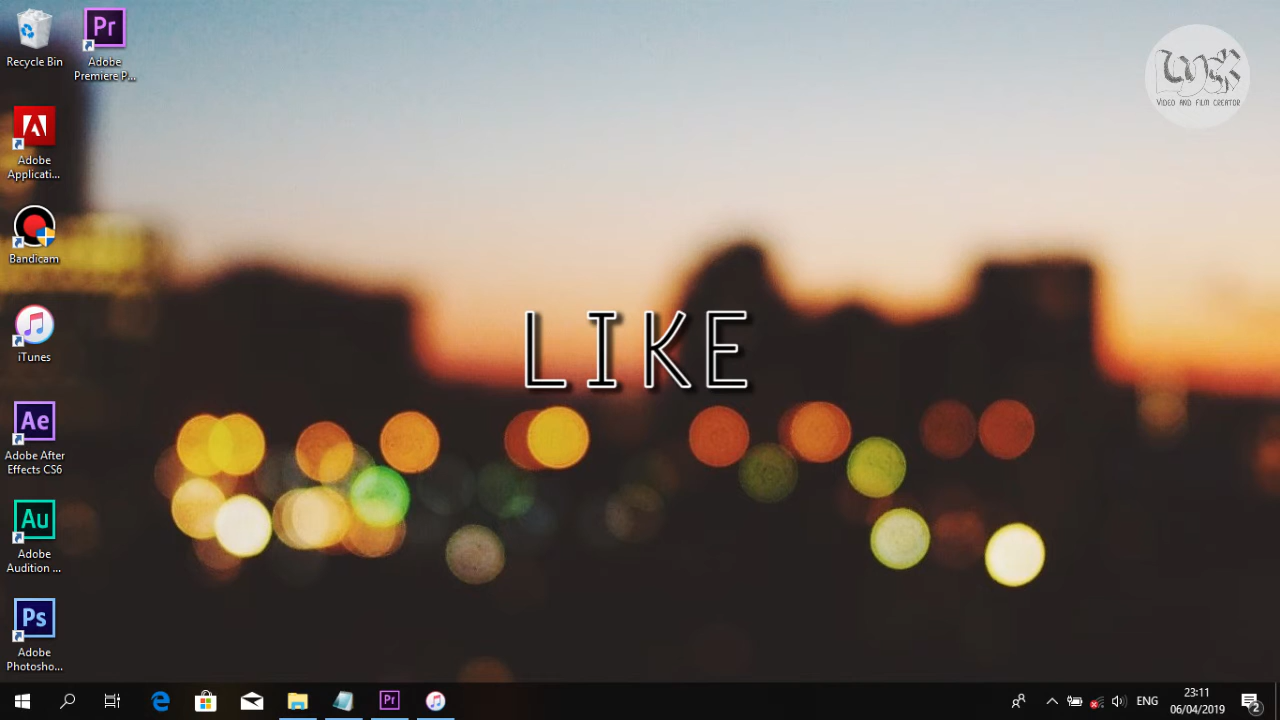 Recycle Bin
Adobe
Premiere P...
Adobe
Applicati...
Bandicam
iTunes
Ae
Adobe After
Effects CS6
Au
Adobe
Audition ...
Ps
Adobe
Photosho...
Pr
LIKE
Video and film creator
Pr
ENG
23:11
06/04/2019
2